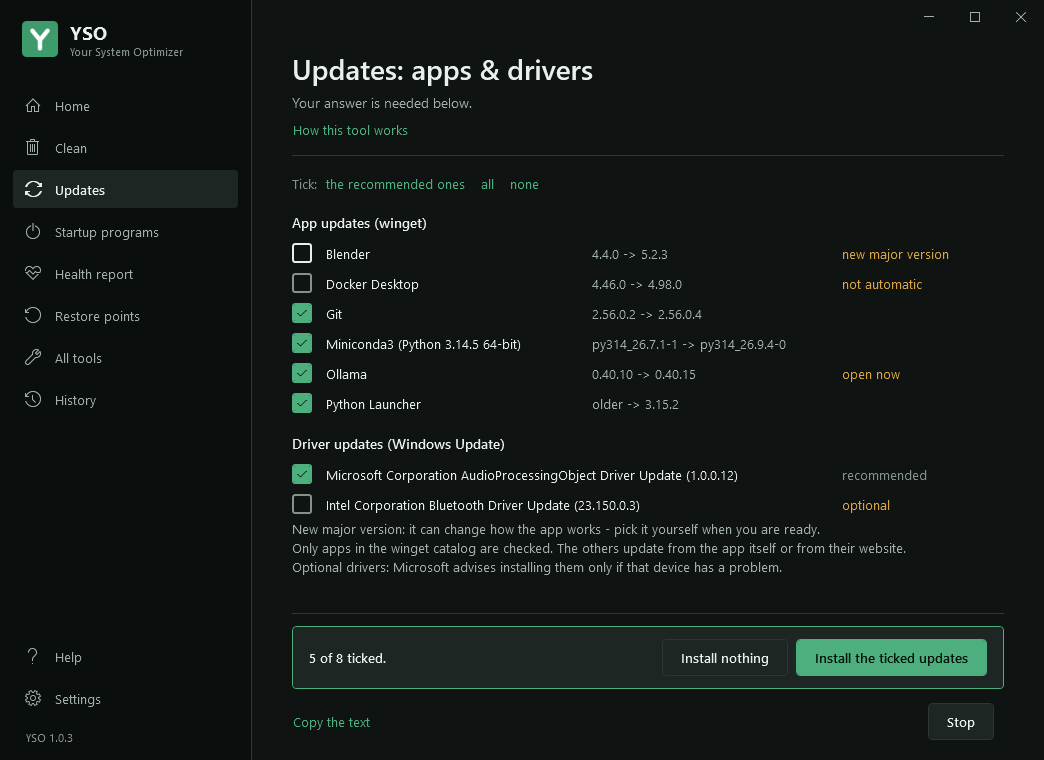 Y
YSO
Your System Optimizer
Home
Clean
Updates
Startup programs
Health report
Restore points
All tools
History
Help
Settings
YSO 1.0.3
Updates: apps & drivers
Your answer is needed below.
How this tool works
Tick: the recommended ones all none
App updates (winget)
Blender 4.4.0 -> 5.2.3 new major version
Docker Desktop 4.46.0 -> 4.98.0 not automatic
Git 2.56.0.2 -> 2.56.0.4
Miniconda3 (Python 3.14.5 64-bit) py314_26.7.1-1 -> py314_26.9.4-0
Ollama 0.40.10 -> 0.40.15 open now
Python Launcher older -> 3.15.2
Driver updates (Windows Update)
Microsoft Corporation AudioProcessingObject Driver Update (1.0.0.12) recommended
Intel Corporation Bluetooth Driver Update (23.150.0.3) optional
New major version: it can change how the app works - pick it yourself when you are ready.
Only apps in the winget catalog are checked. The others update from the app itself or from their website.
Optional drivers: Microsoft advises installing them only if that device has a problem.
5 of 8 ticked. Install nothing Install the ticked updates
Copy the text Stop